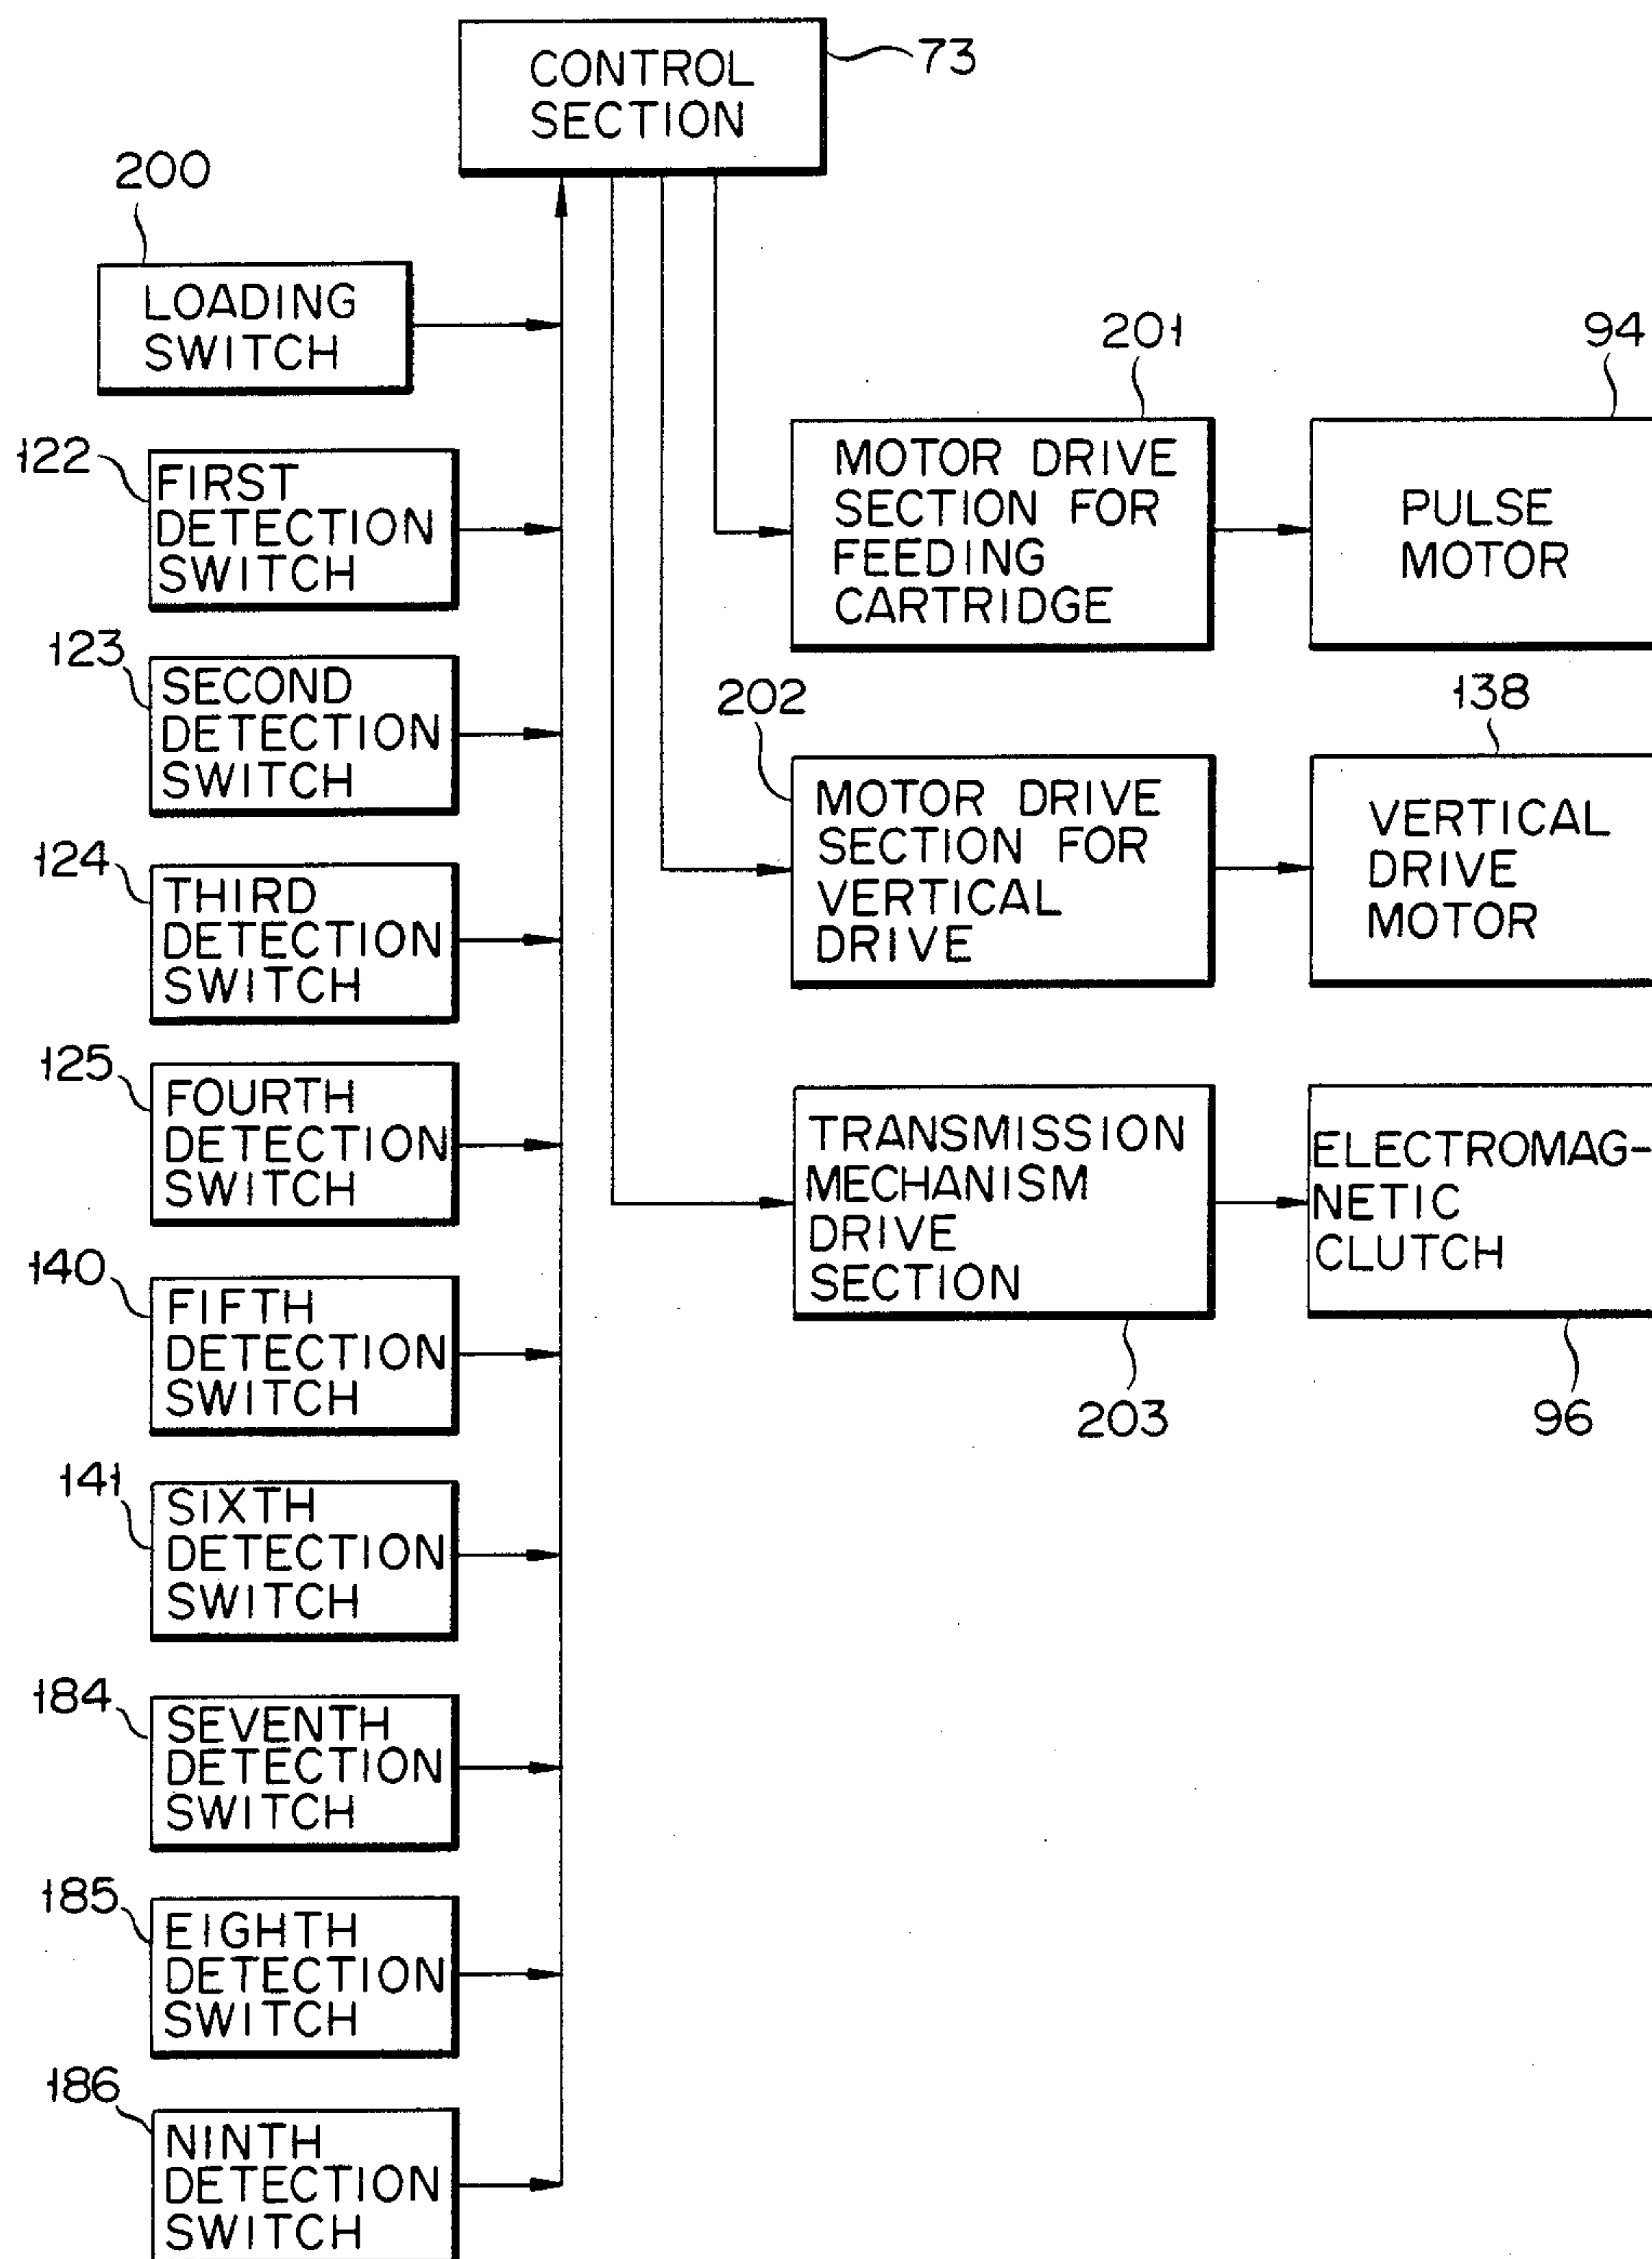 CONTROL
SECTION
73
200
LOADING
SWITCH
122
FIRST
DETECTION
SWITCH
123
SECOND
DETECTION
SWITCH
124
THIRD
DETECTION
SWITCH
125
FOURTH
DETECTION
SWITCH
140
FIFTH
DETECTION
SWITCH
141
SIXTH
DETECTION
SWITCH
184
SEVENTH
DETECTION
SWITCH
185
EIGHTH
DETECTION
SWITCH
186
NINTH
DETECTION
SWITCH
201
MOTOR DRIVE
SECTION FOR
FEEDING
CARTRIDGE
94
PULSE
MOTOR
202
MOTOR DRIVE
SECTION FOR
VERTICAL
DRIVE
138
VERTICAL
DRIVE
MOTOR
TRANSMISSION
MECHANISM
DRIVE
SECTION
203
ELECTROMAG-
NETIC
CLUTCH
96